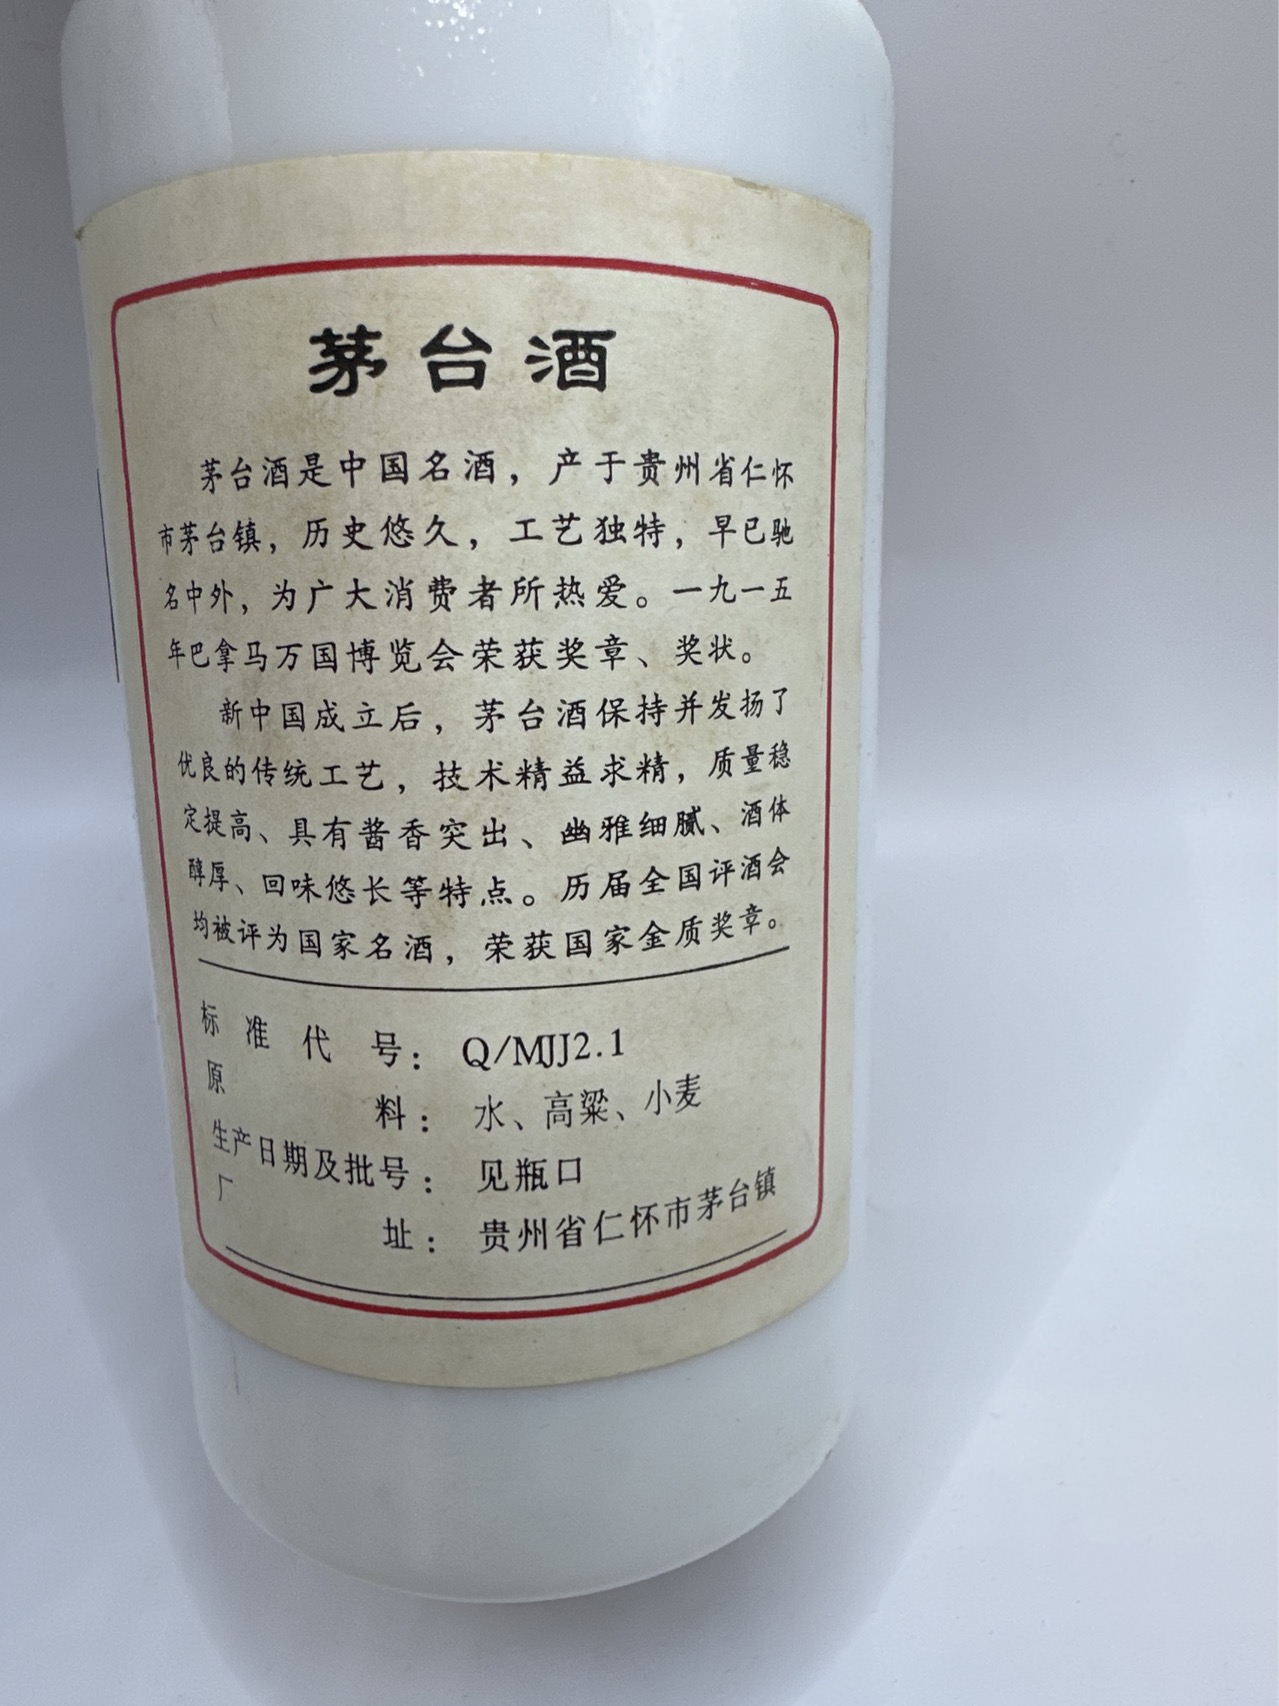 茅台酒
茅台酒是中国名酒，产于贵州省仁怀
市茅台镇，历史悠久，工艺独特，早已驰
名中外，为广大消费者所热爱。一九一五
年巴拿马万国博览会荣获奖章、奖状。
新中国成立后，茅台酒保持并发扬了
优良的传统工艺，技术精益求精，质量稳
定提高、具有酱香突出、幽雅细腻、酒体
醇厚、回味悠长等特点。历届全国评酒会
均被评为国家名酒，荣获国家金质奖章。
标准代号：Q/MJJ2.1
原料：水、高粱、小麦
生产日期及批号：见瓶口
厂址：贵州省仁怀市茅台镇